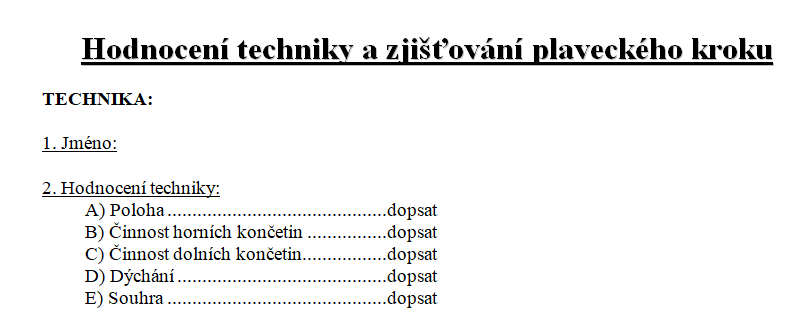 Hodnocení techniky a zjišťování plaveckého kroku
TECHNIKA:
1. Jméno:
2. Hodnocení techniky:
A) Poloha ............................................dopsat
B) Činnost horních končetin ................dopsat
C) Činnost dolních končetin.................dopsat
D) Dýchání..........................................dopsat
E) Souhra ............................................dopsat